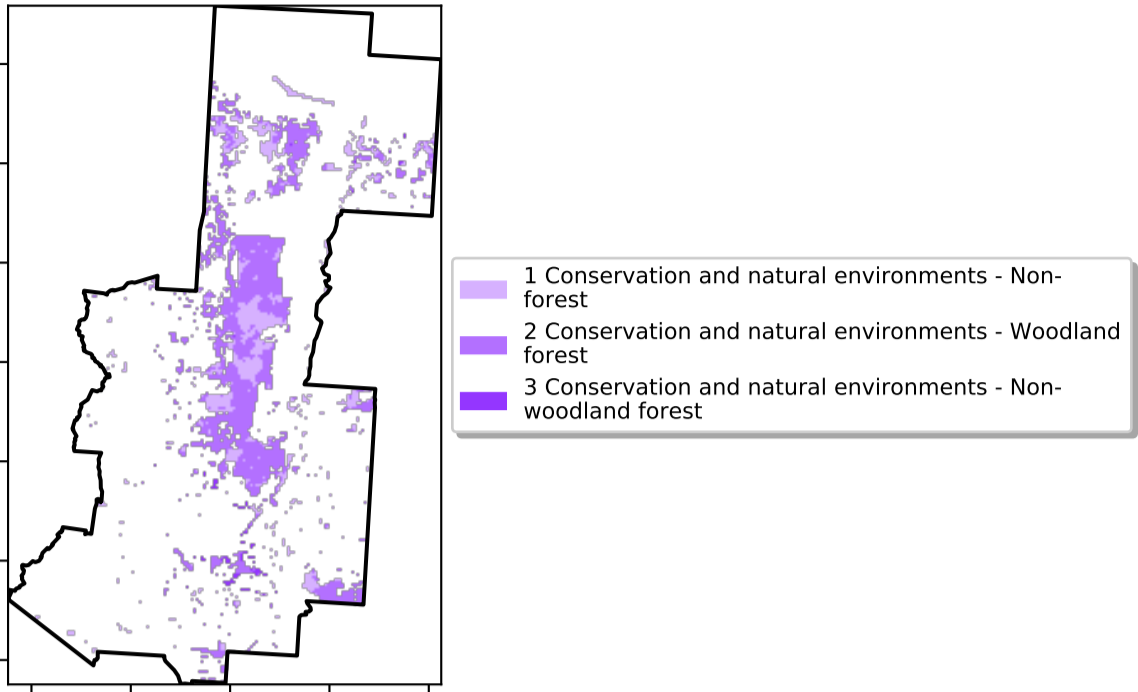 1 Conservation and natural environments - Non-
forest
2 Conservation and natural environments - Woodland
forest
3 Conservation and natural environments - Non-
woodland forest